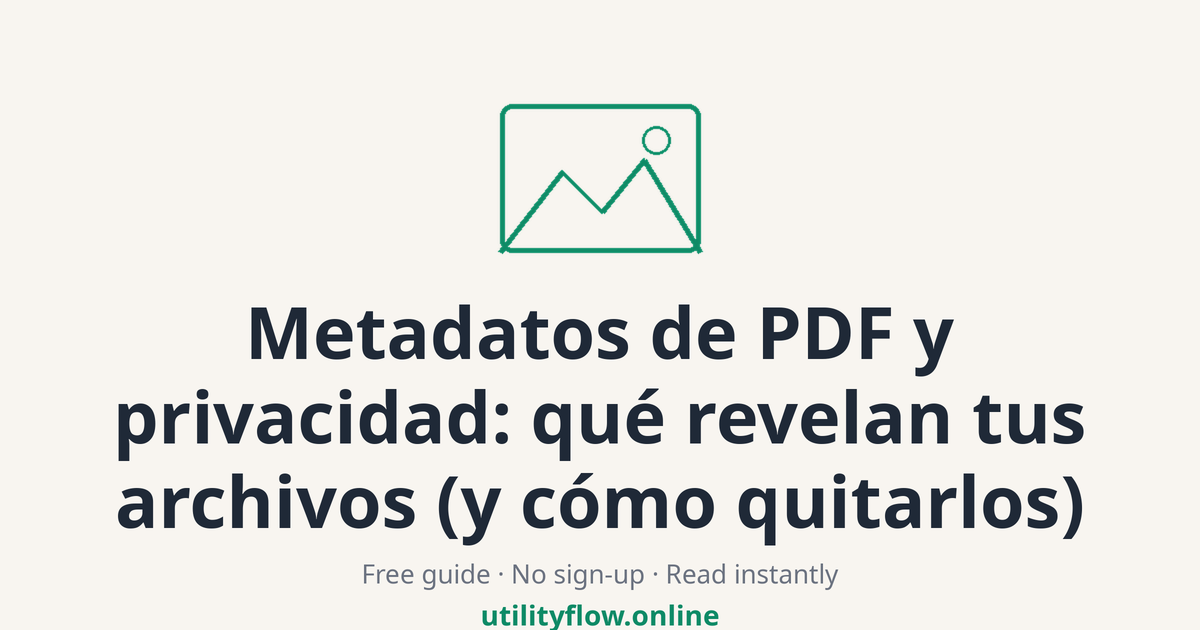 Metadatos de PDF y
privacidad: qué revelan tus
archivos (y cómo quitarlos)
Free guide · No sign-up · Read instantly
utilityflow.online